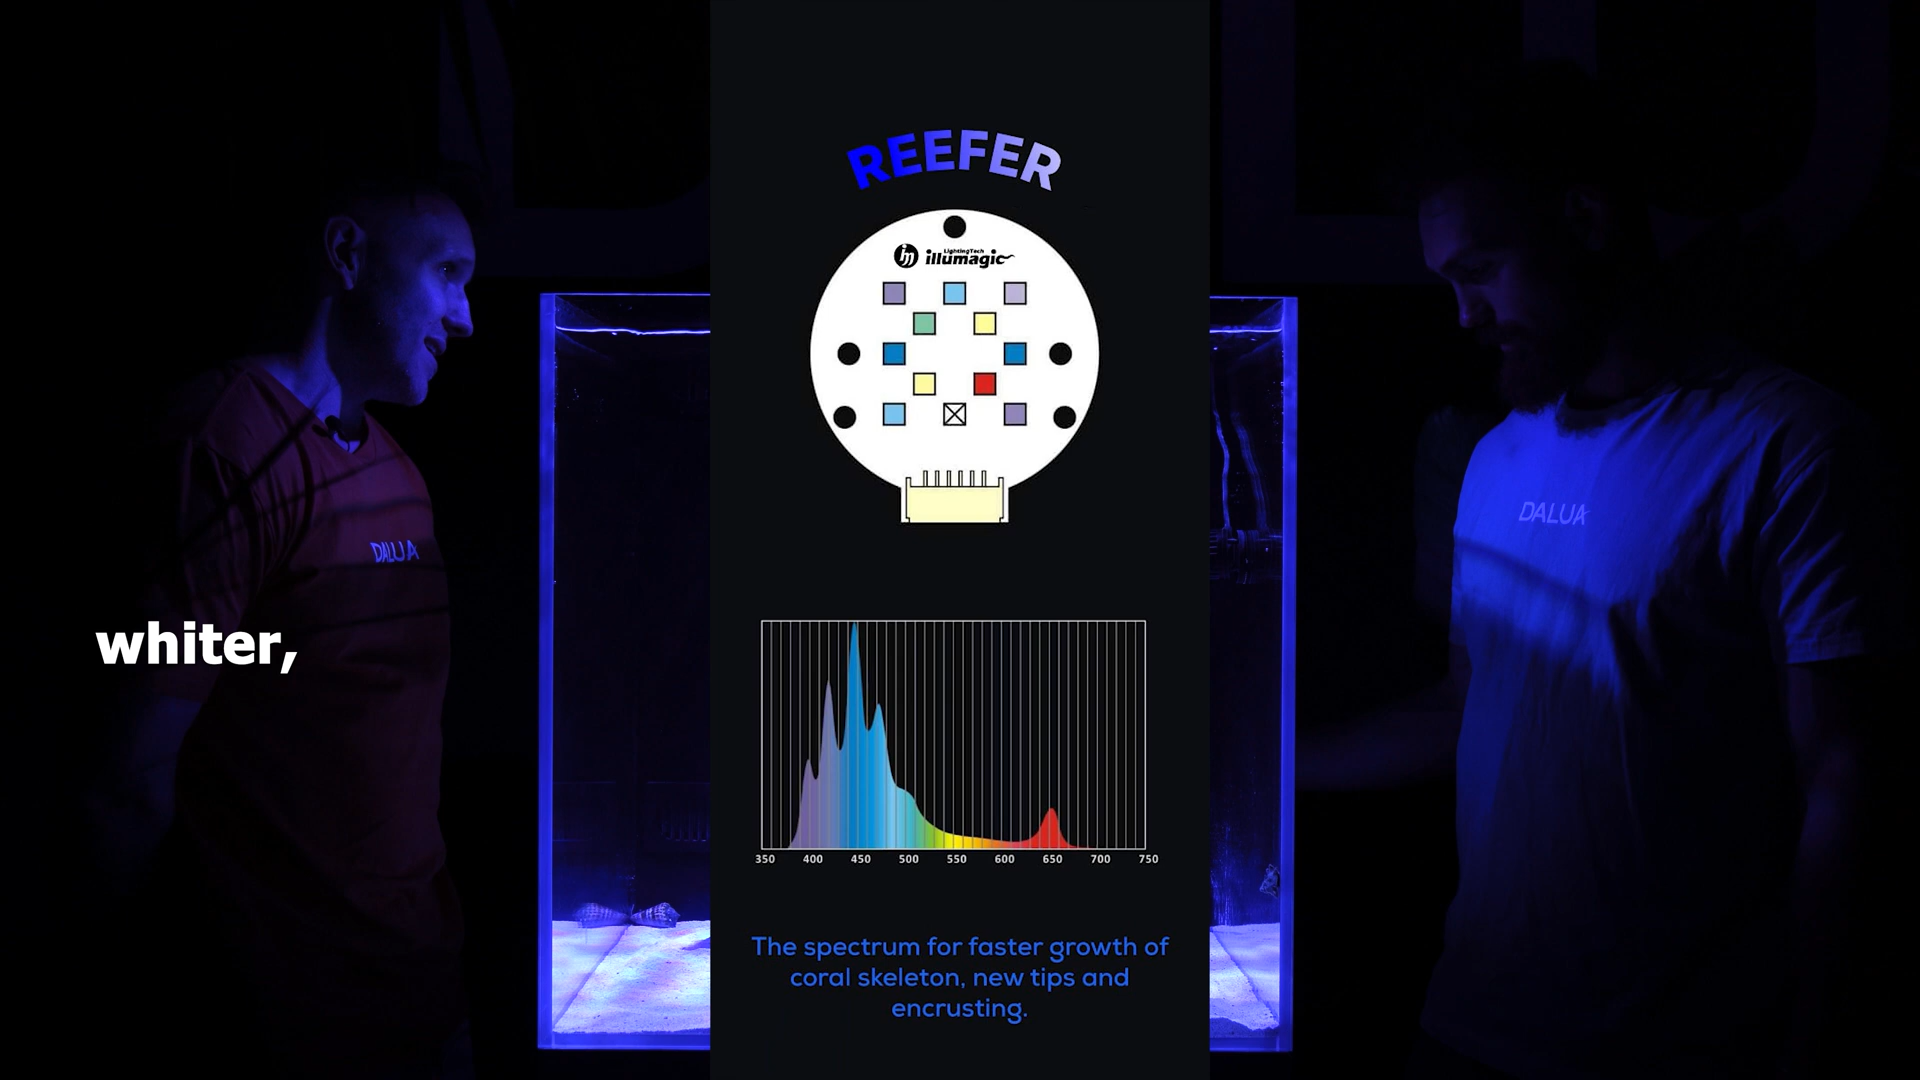 REEFER
LightingTech
im illumagic
DALUA
DALUA
whiter,
350 400 450 500 550 600 650 700 750
The spectrum for faster growth of
coral skeleton, new tips and
encrusting.